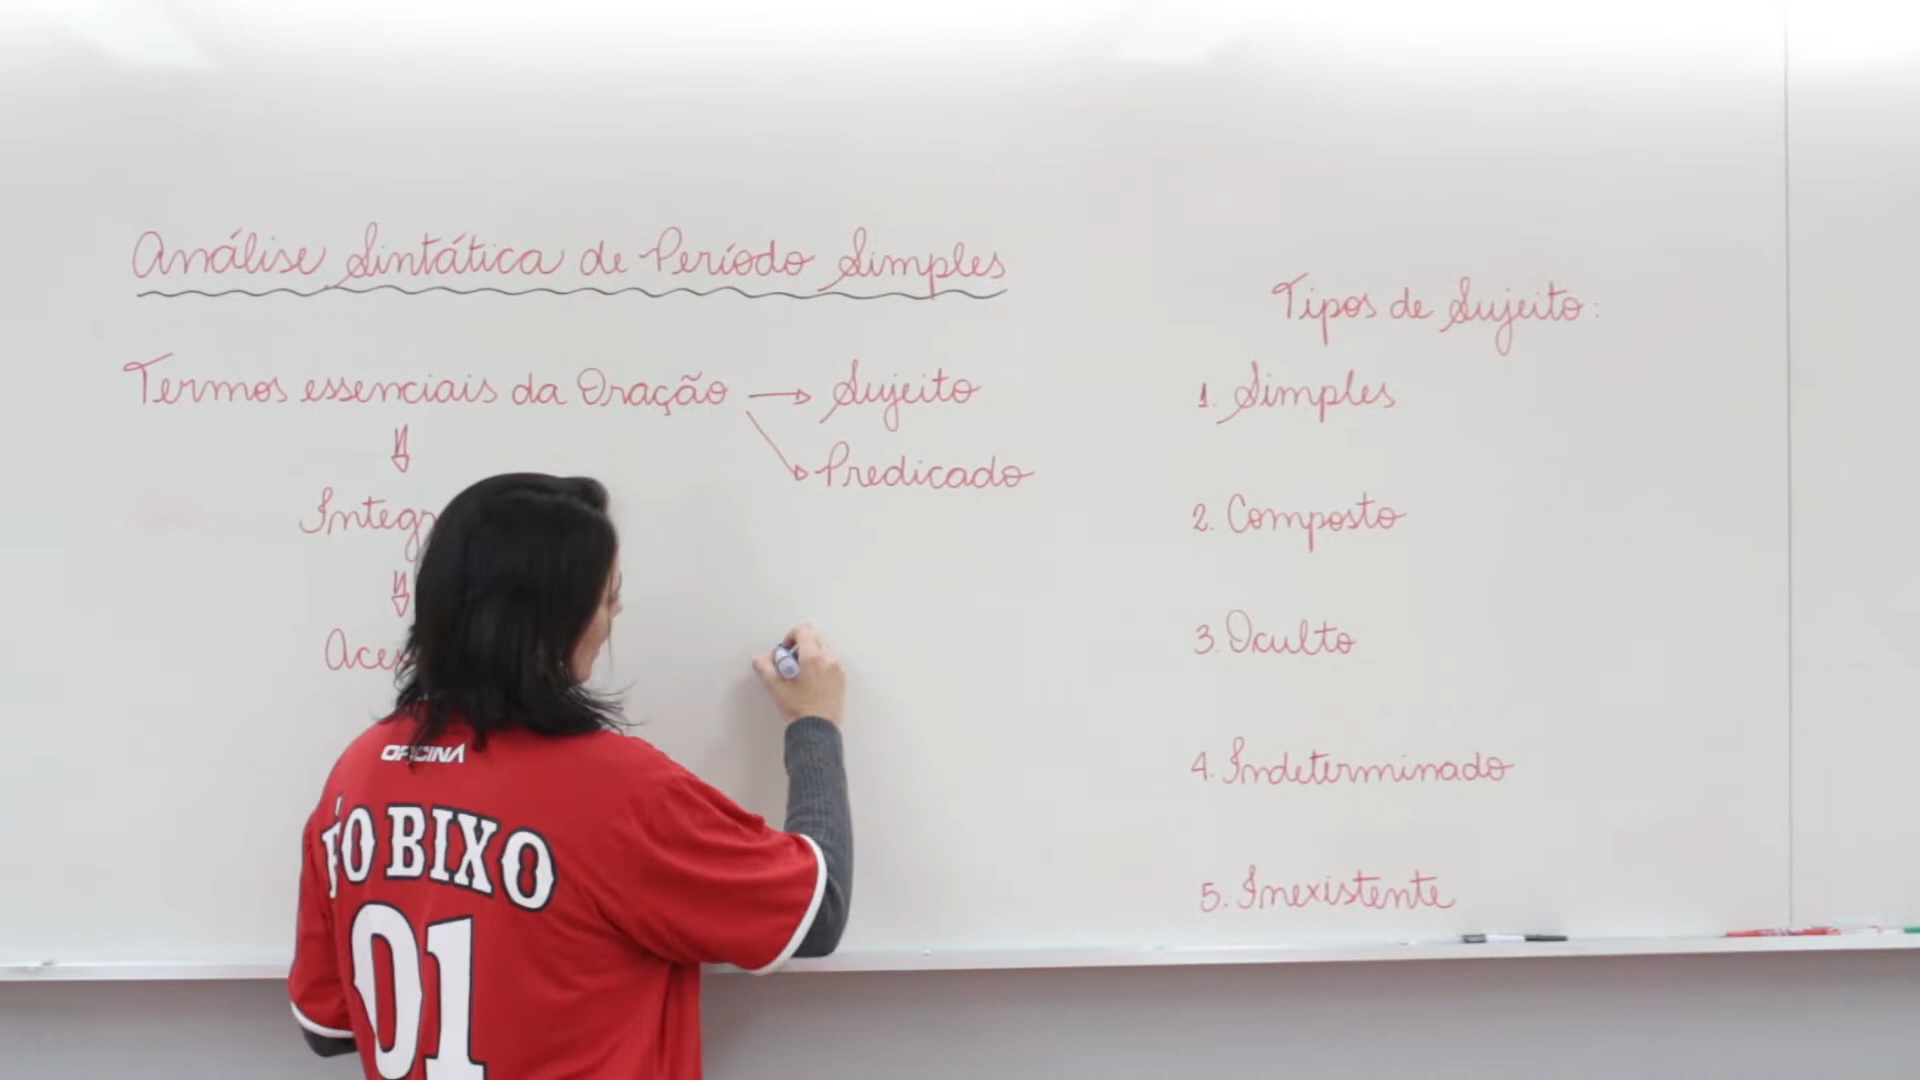 Análise Sintática de Período Simples
Termos essenciais da Oração → Sujeito
Predicado
Tipos de Sujeito:
1. Simples
2. Composto
3. Oculto
4. Indeterminado
5. Inexistente
BIXO
01